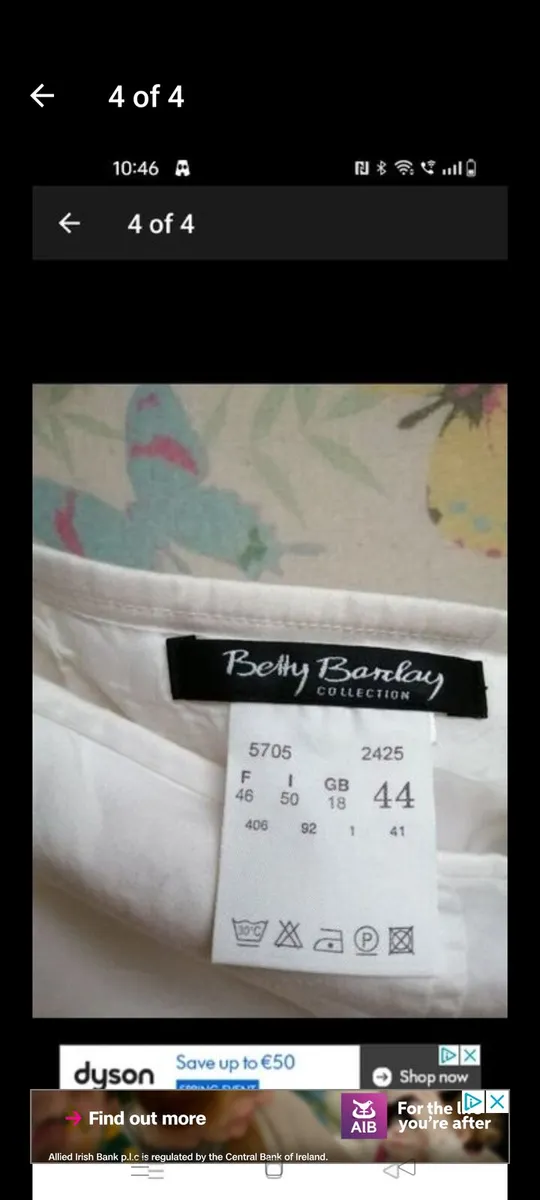 4 of 4
10:46
4 of 4
Betty Barclay
COLLECTION
5705 2425
F I GB 44
46 50 18
406 92 1 41
30°C P
dyson
Save up to €50
SPRING EVENT
Shop now
Find out more
AIB
For the
you're after
Allied Irish Bank p.l.c is regulated by the Central Bank of Ireland.